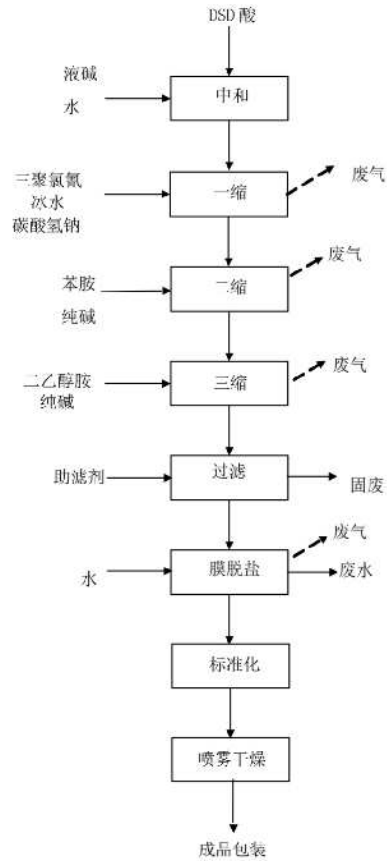 DSD 酸
液碱
水
中和
三聚氯氰
冰水
碳酸氢钠
一缩
废气
苯胺
纯碱
二缩
废气
二乙醇胺
纯碱
三缩
废气
助滤剂
过滤
固废
水
膜脱盐
废气
废水
标准化
喷雾干燥
成品包装